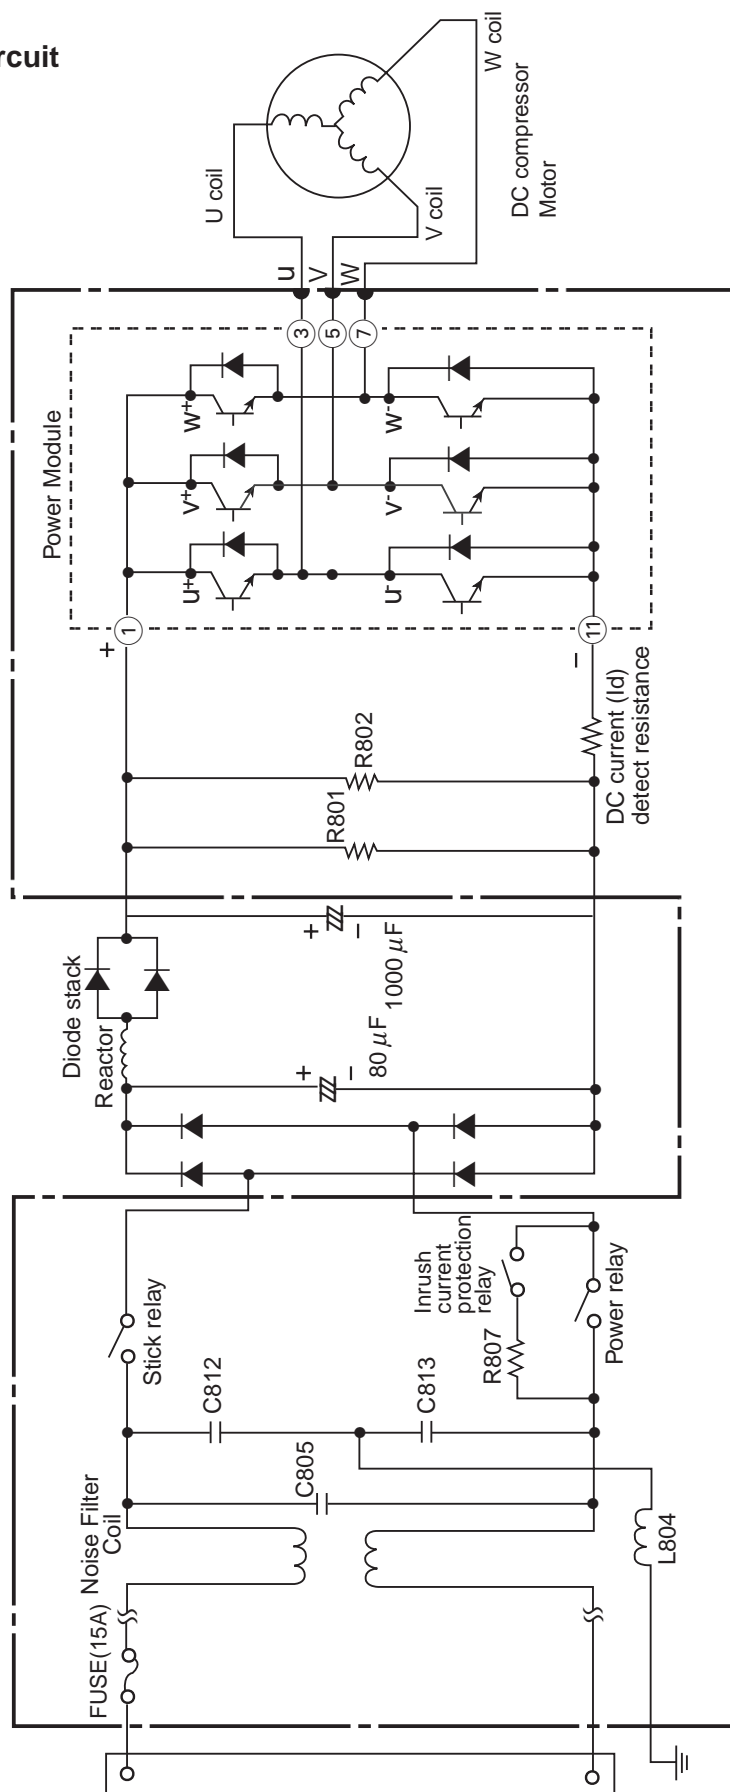 rcuit
W coil
U coil
V coil
DC compressor
Motor
u
V
W
3
5
7
Power Module
W+
V+
u+
W-
V-
u-
+
1
11
−
DC current (Id)
detect resistance
R802
R801
+
−
1000 μF
Diode stack
Reactor
+
−
80 μF
Inrush
current
protection
relay
Power relay
R807
Stick relay
C812
C813
C805
Noise Filter
Coil
L804
FUSE(15A)